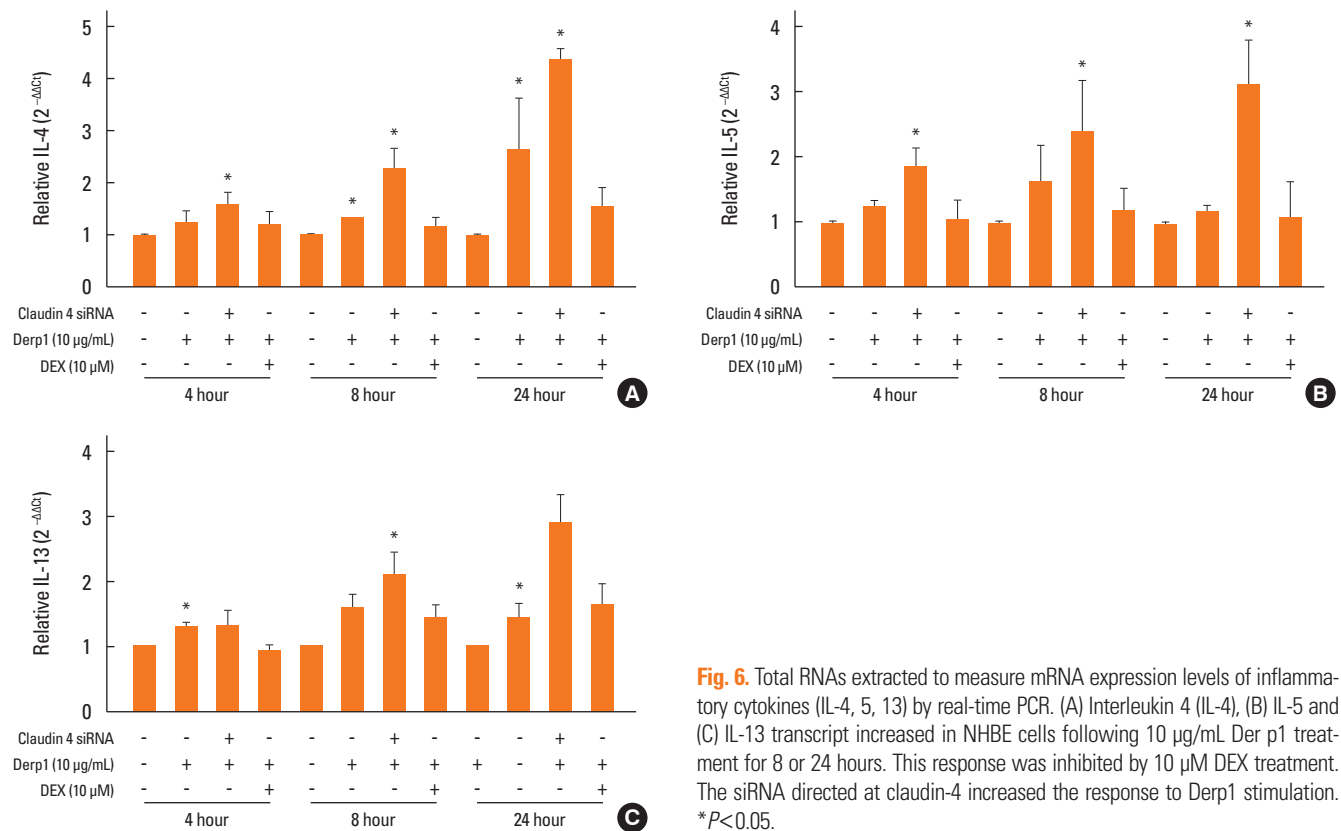 5
4
3
2
1
0
Relative IL-4 (2 ⁻ΔΔCt)
* * * * *
Claudin 4 siRNA - - + - - - + - - - + -
Derp1 (10 µg/mL) - + + + - + + + - + + +
DEX (10 µM) - - - + - - - + - - - +
4 hour 8 hour 24 hour
A
4
3
2
1
0
Relative IL-5 (2 ⁻ΔΔCt)
* * *
Claudin 4 siRNA - - + - - - + - - - + -
Derp1 (10 µg/mL) - + + + - + + + - + + +
DEX (10 µM) - - - + - - - + - - - +
4 hour 8 hour 24 hour
B
4
3
2
1
0
Relative IL-13 (2 ⁻ΔΔCt)
* * *
Claudin 4 siRNA - - + - - - + - - - + -
Derp1 (10 µg/mL) - + + + - + + + + - + +
DEX (10 µM) - - - + - - - + - - - +
4 hour 8 hour 24 hour
C
Fig. 6. Total RNAs extracted to measure mRNA expression levels of inflamma-
tory cytokines (IL-4, 5, 13) by real-time PCR. (A) Interleukin 4 (IL-4), (B) IL-5 and
(C) IL-13 transcript increased in NHBE cells following 10 µg/mL Der p1 treat-
ment for 8 or 24 hours. This response was inhibited by 10 µM DEX treatment.
The siRNA directed at claudin-4 increased the response to Derp1 stimulation.
*P<0.05.